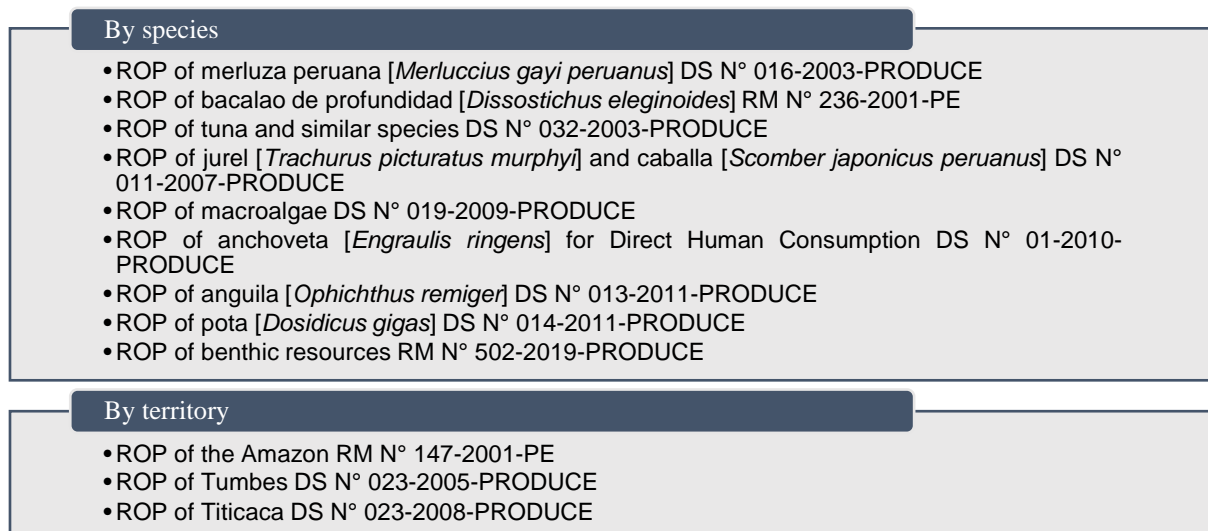 By species
•ROP of merluza peruana [Merluccius gayi peruanus] DS N° 016-2003-PRODUCE
•ROP of bacalao de profundidad [Dissostichus eleginoides] RM N° 236-2001-PE
•ROP of tuna and similar species DS N° 032-2003-PRODUCE
•ROP of jurel [Trachurus picturatus murphyi] and caballa [Scomber japonicus peruanus] DS N°
011-2007-PRODUCE
•ROP of macroalgae DS N° 019-2009-PRODUCE
•ROP of anchoveta [Engraulis ringens] for Direct Human Consumption DS N° 01-2010-
PRODUCE
•ROP of anguila [Ophichthus remiger] DS N° 013-2011-PRODUCE
•ROP of pota [Dosidicus gigas] DS N° 014-2011-PRODUCE
•ROP of benthic resources RM N° 502-2019-PRODUCE
By territory
•ROP of the Amazon RM N° 147-2001-PE
•ROP of Tumbes DS N° 023-2005-PRODUCE
•ROP of Titicaca DS N° 023-2008-PRODUCE